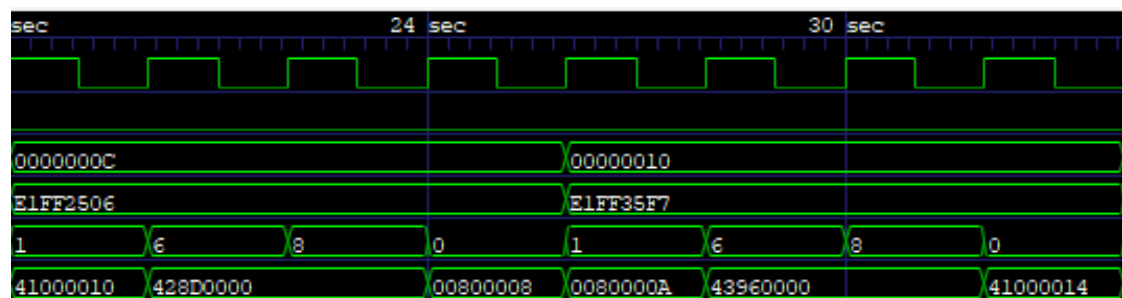 sec 24 sec 30 sec
0000000C 00000010
E1FF2506 E1FF35F7
1 6 8 0 1 6 8 0
41000010 428D0000 00800008 0080000A 43960000 41000014